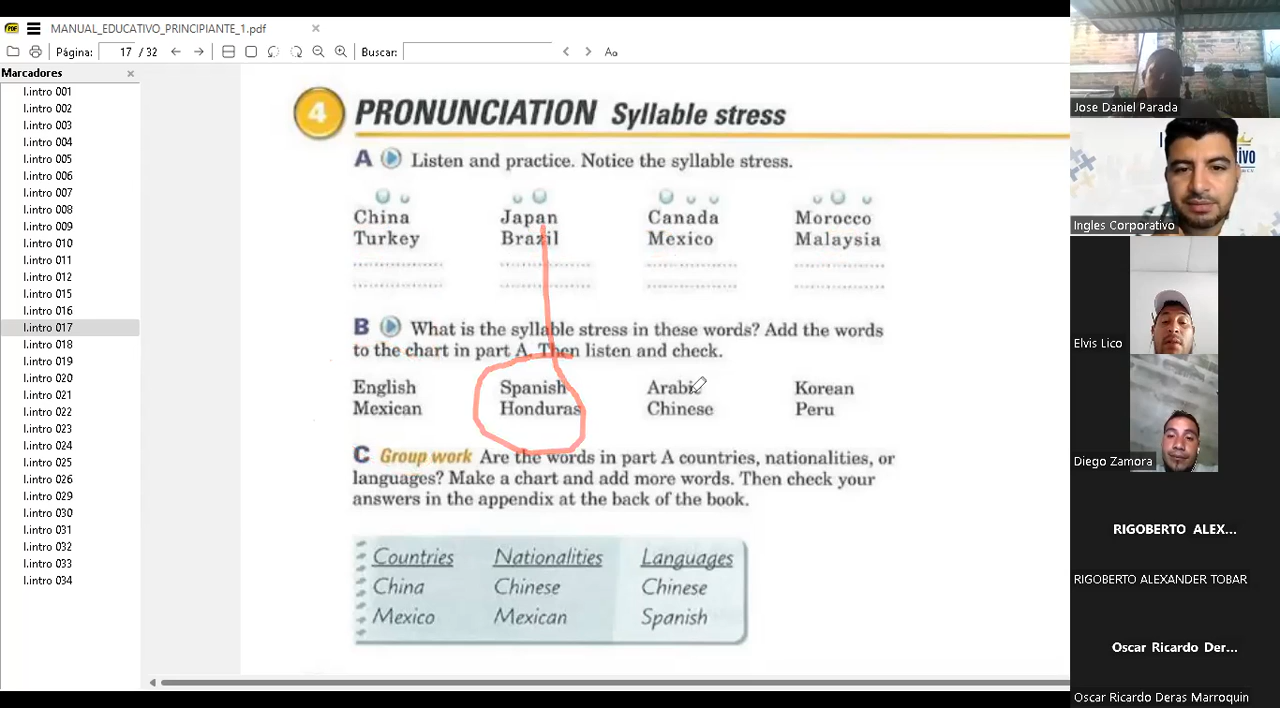 MANUAL_EDUCATIVO_PRINCIPIANTE_1.pdf
Página: 17 / 32 Buscar: Aa
Marcadores
I.intro 001
I.intro 002
I.intro 003
I.intro 004
I.intro 005
I.intro 006
I.intro 007
I.intro 008
I.intro 009
I.intro 010
I.intro 011
I.intro 012
I.intro 015
I.intro 016
I.intro 017
I.intro 018
I.intro 019
I.intro 020
I.intro 021
I.intro 022
I.intro 023
I.intro 024
I.intro 025
I.intro 026
I.intro 029
I.intro 030
I.intro 031
I.intro 032
I.intro 033
I.intro 034
4 PRONUNCIATION Syllable stress
A Listen and practice. Notice the syllable stress.
China Japan Canada Morocco
Turkey Brazil Mexico Malaysia
B What is the syllable stress in these words? Add the words
to the chart in part A. Then listen and check.
English Spanish Arabic Korean
Mexican Honduras Chinese Peru
C Group work Are the words in part A countries, nationalities, or
languages? Make a chart and add more words. Then check your
answers in the appendix at the back of the book.
Countries Nationalities Languages
China Chinese Chinese
Mexico Mexican Spanish
Jose Daniel Parada
Ingles Corporativo
Elvis Lico
Diego Zamora
RIGOBERTO ALEX...
RIGOBERTO ALEXANDER TOBAR
Oscar Ricardo Der...
Oscar Ricardo Deras Marroquin